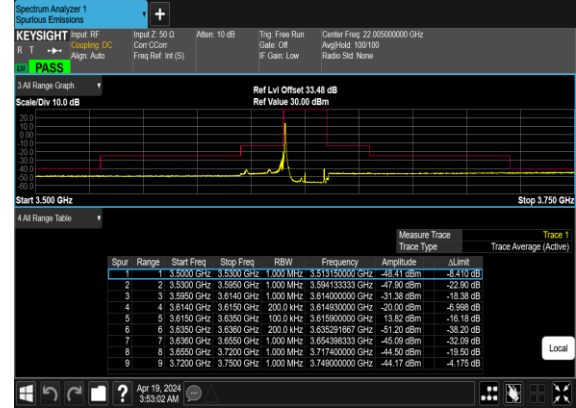 Spectrum Analyzer 1
Spurious Emissions
KEYSIGHT Input: RF Input Z: 50 Ω Atten: 10 dB Trig: Free Run Center Freq: 22.005000000 GHz
R T Coupling: DC Corr CCorr Gate: Off Avg|Hold: 100/100
Align: Auto Freq Ref: Int (S) IF Gain: Low Radio Std: None
PASS
3 All Range Graph
Ref Lvl Offset 33.48 dB
Scale/Div 10.0 dB Ref Value 30.00 dBm
20.0
10.0
0.00
-10.0
-20.0
-30.0
-40.0
-50.0
-60.0
Start 3.500 GHz Stop 3.750 GHz
4 All Range Table
Measure Trace Trace 1
Trace Type Trace Average (Active)
Spur Range Start Freq Stop Freq RBW Frequency Amplitude ΔLimit
1 1 3.5000 GHz 3.5300 GHz 1.000 MHz 3.513150000 GHz -48.41 dBm -8.410 dB
2 2 3.5300 GHz 3.5950 GHz 1.000 MHz 3.594133333 GHz -47.90 dBm -22.90 dB
3 3 3.5950 GHz 3.6140 GHz 1.000 MHz 3.614000000 GHz -31.38 dBm -18.38 dB
4 4 3.6140 GHz 3.6150 GHz 200.0 kHz 3.614930000 GHz -20.00 dBm -6.998 dB
5 5 3.6150 GHz 3.6350 GHz 100.0 kHz 3.615900000 GHz 13.82 dBm -16.18 dB
6 6 3.6350 GHz 3.6360 GHz 200.0 kHz 3.635291667 GHz -51.20 dBm -38.20 dB
7 7 3.6360 GHz 3.6550 GHz 1.000 MHz 3.654398333 GHz -45.09 dBm -32.09 dB
8 8 3.6550 GHz 3.7200 GHz 1.000 MHz 3.717400000 GHz -44.50 dBm -19.50 dB
9 9 3.7200 GHz 3.7500 GHz 1.000 MHz 3.749000000 GHz -44.17 dBm -4.175 dB
Local
Apr 19, 2024
3:53:02 AM